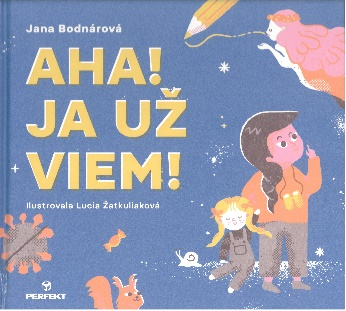 Jana Bodnárová
AHA!
JA UŽ
VIEM!
Ilustrovala Lucia Žatkuliaková
PERFEKT